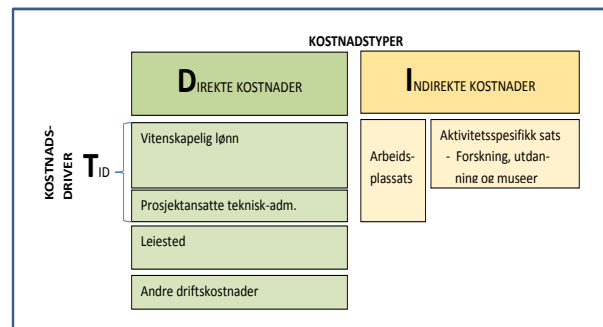 KOSTNADSTYPER
DIREKTE KOSTNADER
INDIREKTE KOSTNADER
KOSTNADS-
DRIVER
TID
Vitenskapelig lønn
Prosjektansatte teknisk-adm.
Leiested
Andre driftskostnader
Arbeids-
plassats
Aktivitetsspesifikk sats
- Forskning, utdan-
ning og museer